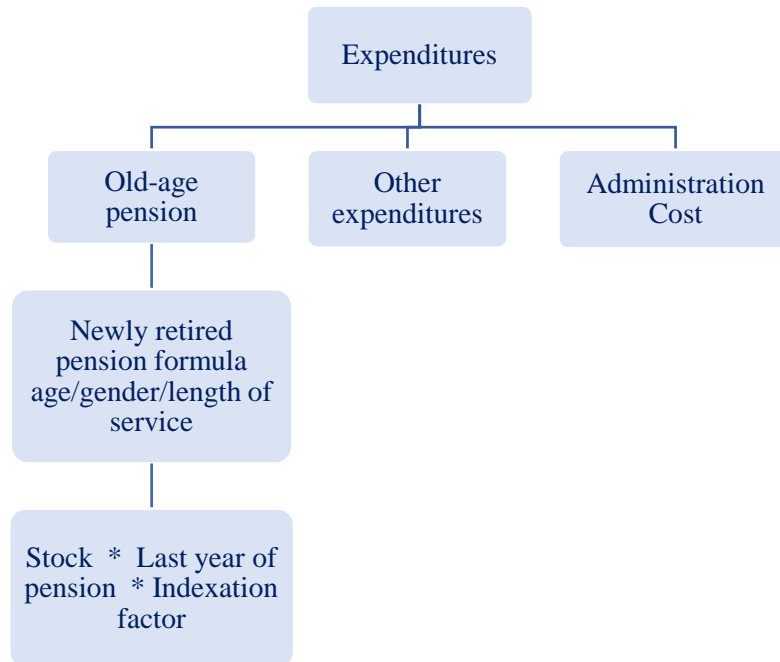 Expenditures
Old-age
pension
Other
expenditures
Administration
Cost
Newly retired
pension formula
age/gender/length of
service
Stock * Last year of
pension * Indexation
factor